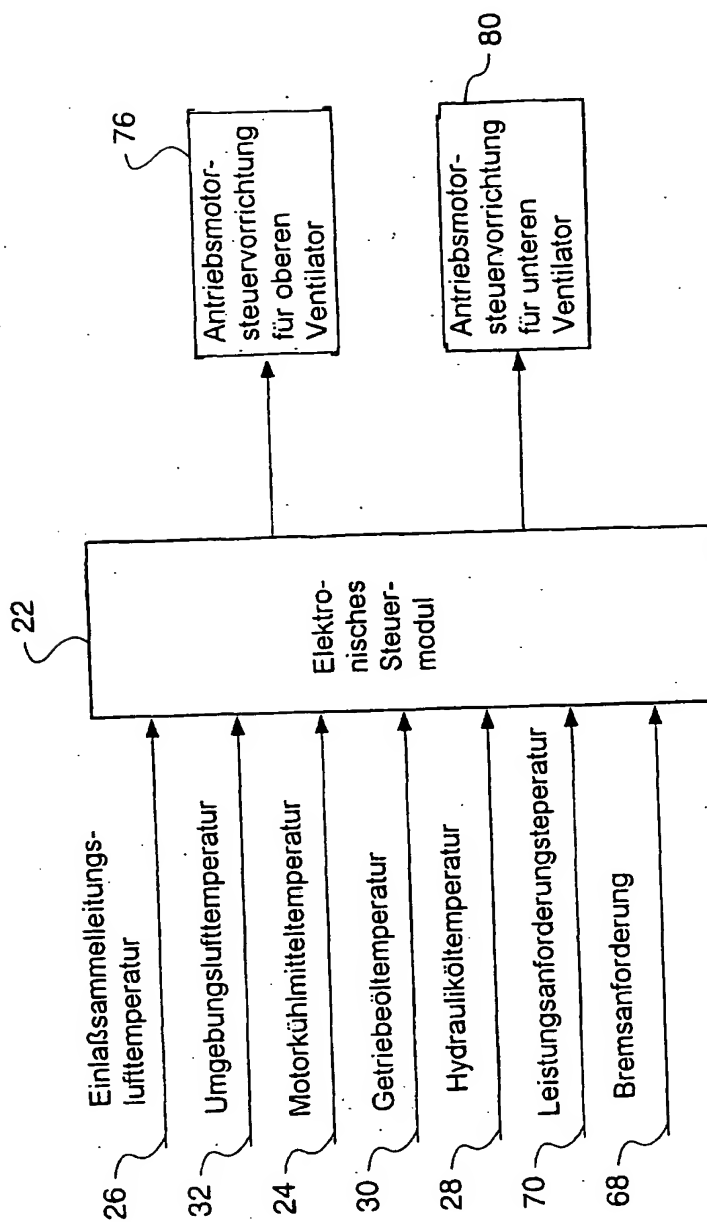 26
Einlaßsammelleitungs-
lufttemperatur
32
Umgebungslufttemperatur
24
Motorkühlmitteltemperatur
30
Getriebeöltemperatur
28
Hydrauliköltemperatur
70
Leistungsanforderungsteperatur
68
Bremsanforderung
22
Elektro-
nisches
Steuer-
modul
76
Antriebsmotor-
steuervorrichtung
für oberen
Ventilator
80
Antriebsmotor-
steuervorrichtung
für unteren
Ventilator